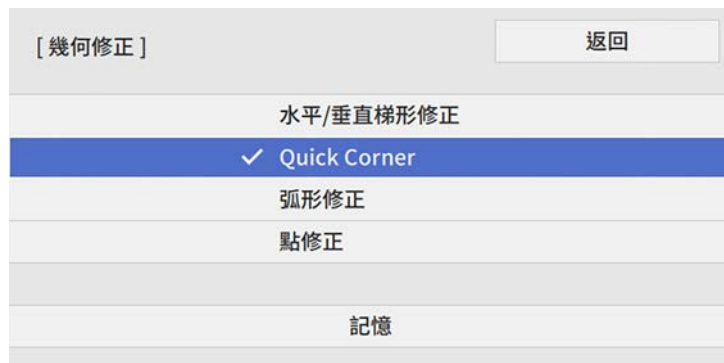 [ 幾何修正 ]
返回
水平/垂直梯形修正
✓ Quick Corner
弧形修正
點修正
記憶